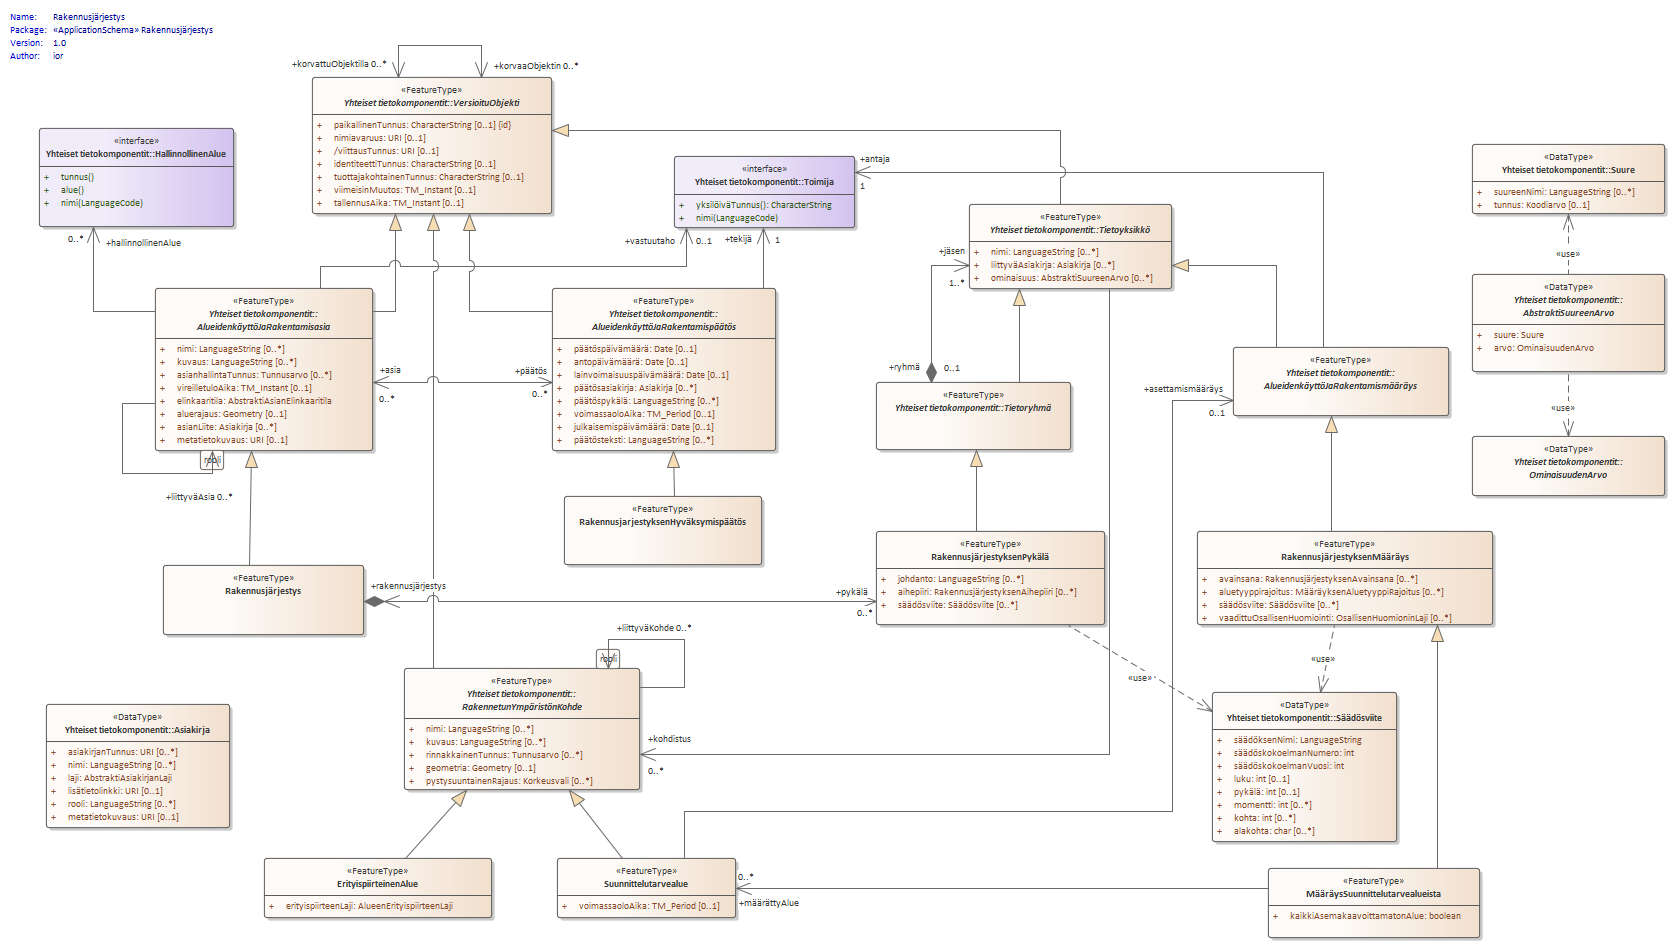 Name: Rakennusjärjestys
Package: «ApplicationSchema» Rakennusjärjestys
Version: 1.0
Author: ior
+korvattuObjektilla 0..*
+korvaaObjektin 0..*
«FeatureType»
Yhteiset tietokomponentit::VersioituObjekti
+ paikallinenTunnus: CharacterString [0..1] {id}
+ nimiavaruus: URI [0..1]
+ /viittausTunnus: URI [0..1]
+ identiteettiTunnus: CharacterString [0..1]
+ tuottajakohtainenTunnus: CharacterString [0..1]
+ viimeisinMuutos: TM_Instant [0..1]
+ tallennusAika: TM_Instant [0..1]
«interface»
Yhteiset tietokomponentit::HallinnollinenAlue
+ tunnus()
+ alue()
+ nimi(LanguageCode)
0..*
+hallinnollinenAlue
«interface»
Yhteiset tietokomponentit::Toimija
+ yksilöiväTunnus(): CharacterString
+ nimi(LanguageCode)
+antaja
1
+vastuutaho
0..1
+tekijä
1
«FeatureType»
Yhteiset tietokomponentit::Tietoyksikkö
+ nimi: LanguageString [0..*]
+ liittyväAsiakirja: Asiakirja [0..*]
+ ominaisuus: AbstraktiSuureenArvo [0..*]
+jäsen
1..*
+ryhmä
0..1
«DataType»
Yhteiset tietokomponentit::Suure
+ suureenNimi: LanguageString [0..*]
+ tunnus: Koodiarvo [0..1]
«use»
«DataType»
Yhteiset tietokomponentit::
AbstraktiSuureenArvo
+ suure: Suure
+ arvo: OminaisuudenArvo
«use»
«DataType»
Yhteiset tietokomponentit::
OminaisuudenArvo
«FeatureType»
Yhteiset tietokomponentit::
AlueidenkäyttöJaRakentamisasia
+ nimi: LanguageString [0..*]
+ kuvaus: LanguageString [0..*]
+ asianhallintaTunnus: Tunnusarvo [0..*]
+ vireilletuloAika: TM_Instant [0..1]
+ elinkaaritila: AbstraktiAsianElinkaaritila
+ aluerajaus: Geometry [0..1]
+ asianLiite: Asiakirja [0..*]
+ metatietokuvaus: URI [0..1]
+asia
0..*
+päätös
0..*
rooli
+liittyväAsia 0..*
«FeatureType»
Yhteiset tietokomponentit::
AlueidenkäyttöJaRakentamispäätös
+ päätöspäivämäärä: Date [0..1]
+ antopäivämäärä: Date [0..1]
+ lainvoimaisuuspäivämäärä: Date [0..1]
+ päätösasiakirja: Asiakirja [0..*]
+ päätöspykälä: LanguageString [0..*]
+ voimassaoloAika: TM_Period [0..1]
+ julkaisemispäivämäärä: Date [0..1]
+ päätösteksti: LanguageString [0..*]
«FeatureType»
Yhteiset tietokomponentit::Tietoryhmä
«FeatureType»
Yhteiset tietokomponentit::
AlueidenkäyttöJaRakentamismääräys
+asettamismääräys
0..1
«FeatureType»
RakennusjarjestyksenHyväksymispäätös
«FeatureType»
Rakennusjärjestys
+rakennusjärjestys
+pykälä
0..*
«FeatureType»
RakennusjärjestyksenPykälä
+ johdanto: LanguageString [0..*]
+ aihepiiri: RakennusjärjestyksenAihepiiri [0..*]
+ säädösviite: Säädösviite [0..*]
«FeatureType»
RakennusjärjestyksenMääräys
+ avainsana: RakennusjärjestyksenAvainsana [0..*]
+ aluetyyppirajoitus: MääräyksenAluetyyppiRajoitus [0..*]
+ säädösviite: Säädösviite [0..*]
+ vaadittuOsallisenHuomiointi: OsallisenHuomioninLaji [0..*]
«use»
«use»
+liittyväKohde 0..*
rooli
«FeatureType»
Yhteiset tietokomponentit::
RakennetunYmpäristönKohde
+ nimi: LanguageString [0..*]
+ kuvaus: LanguageString [0..*]
+ rinnakkainenTunnus: Tunnusarvo [0..*]
+ geometria: Geometry [0..1]
+ pystysuuntainenRajaus: Korkeusvali [0..*]
+kohdistus
0..*
«DataType»
Yhteiset tietokomponentit::Asiakirja
+ asiakirjanTunnus: URI [0..*]
+ nimi: LanguageString [0..*]
+ laji: AbstraktiAsiakirjanLaji
+ lisätietolinkki: URI [0..1]
+ rooli: LanguageString [0..*]
+ metatietokuvaus: URI [0..1]
«DataType»
Yhteiset tietokomponentit::Säädösviite
+ säädöksenNimi: LanguageString
+ säädöskokoelmanNumero: int
+ säädöskokoelmanVuosi: int
+ luku: int [0..1]
+ pykälä: int [0..1]
+ momentti: int [0..*]
+ kohta: int [0..*]
+ alakohta: char [0..*]
«FeatureType»
ErityispiirteinenAlue
+ erityispiirteenLaji: AlueenErityispiirteenLaji
«FeatureType»
Suunnittelutarvealue
+ voimassaoloAika: TM_Period [0..1]
0..*
+määrättyAlue
«FeatureType»
MääräysSuunnittelutarvealueista
+ kaikkiAsemakaavoittamatonAlue: boolean